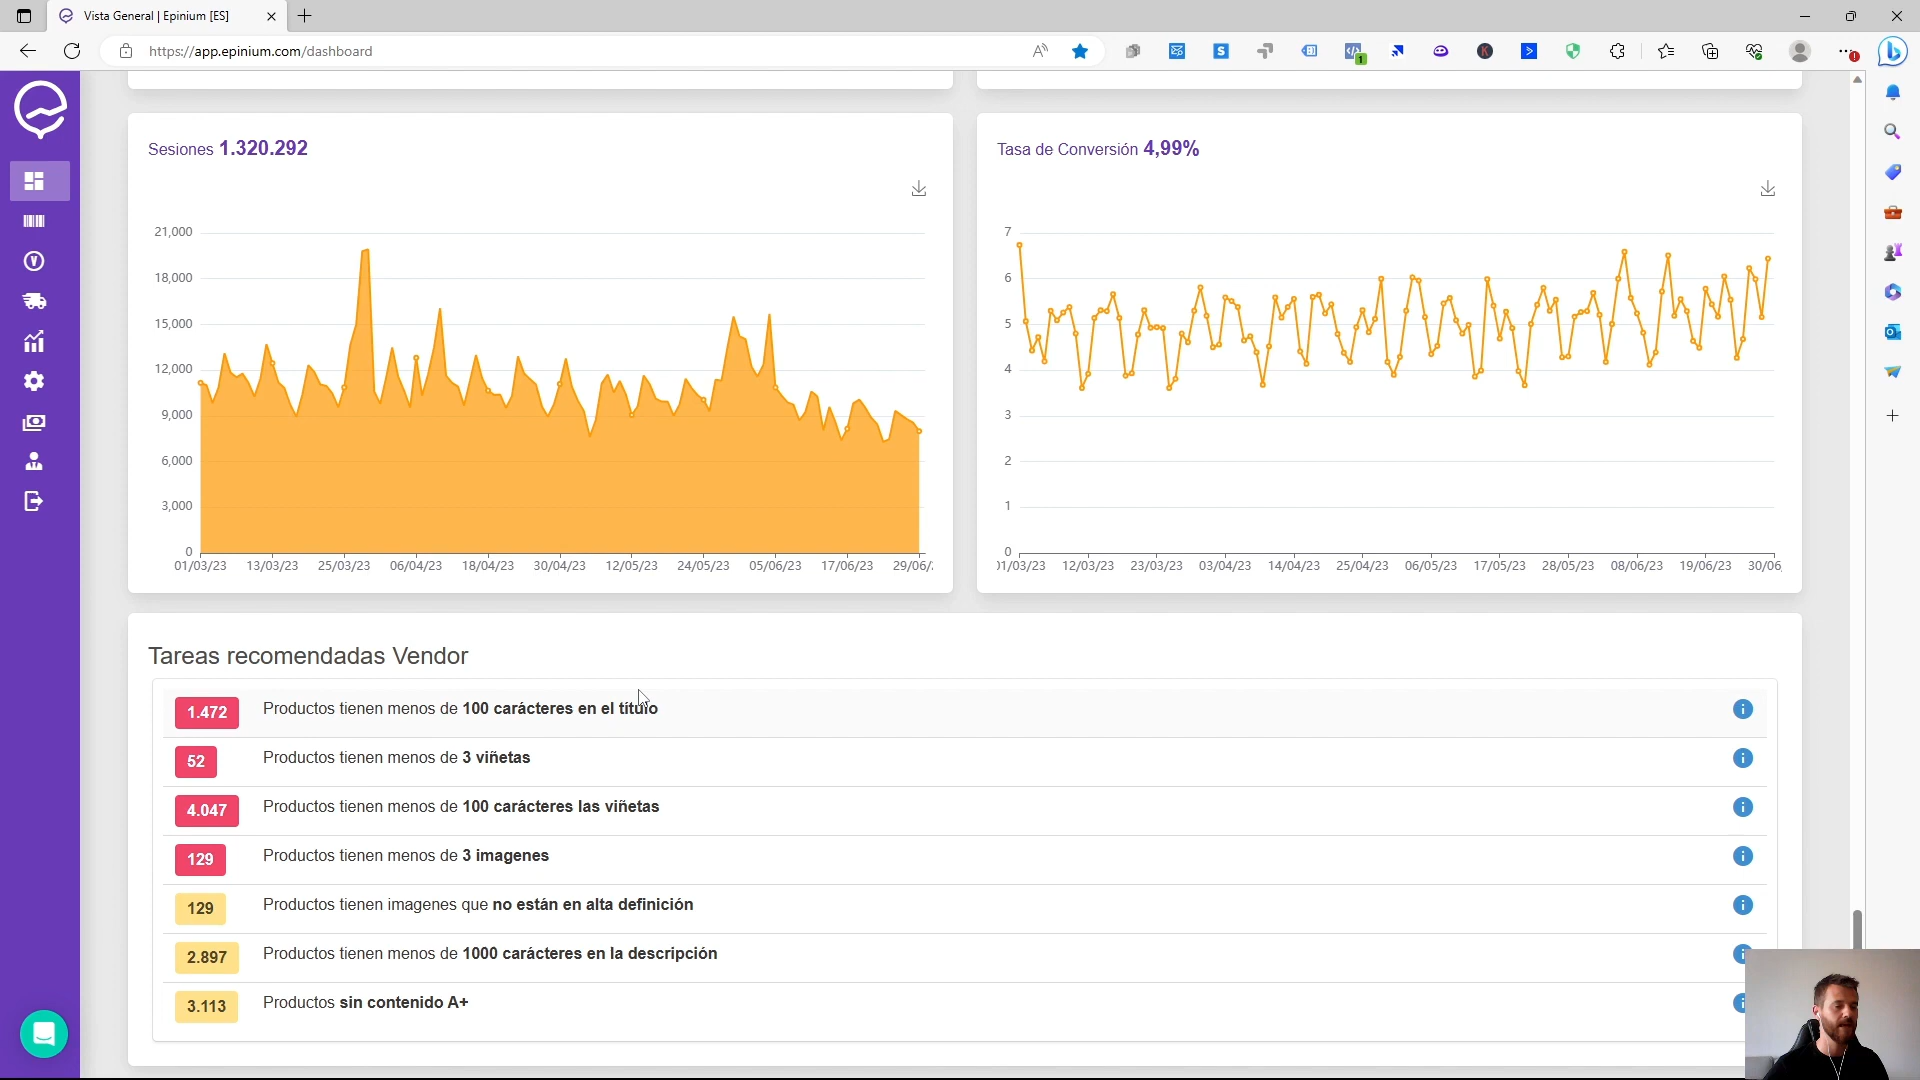 Vista General | Epinium [ES]
https://app.epinium.com/dashboard
1
Sesiones 1.320.292
21,000
18,000
15,000
12,000
9,000
6,000
3,000
0
01/03/23 13/03/23 25/03/23 06/04/23 18/04/23 30/04/23 12/05/23 24/05/23 05/06/23 17/06/23 29/06/
Tasa de Conversión 4,99%
7
6
5
4
3
2
1
0
01/03/23 12/03/23 23/03/23 03/04/23 14/04/23 25/04/23 06/05/23 17/05/23 28/05/23 08/06/23 19/06/23 30/06
Tareas recomendadas Vendor
1.472 Productos tienen menos de 100 carácteres en el título
52 Productos tienen menos de 3 viñetas
4.047 Productos tienen menos de 100 carácteres las viñetas
129 Productos tienen menos de 3 imagenes
129 Productos tienen imagenes que no están en alta definición
2.897 Productos tienen menos de 1000 carácteres en la descripción
3.113 Productos sin contenido A+